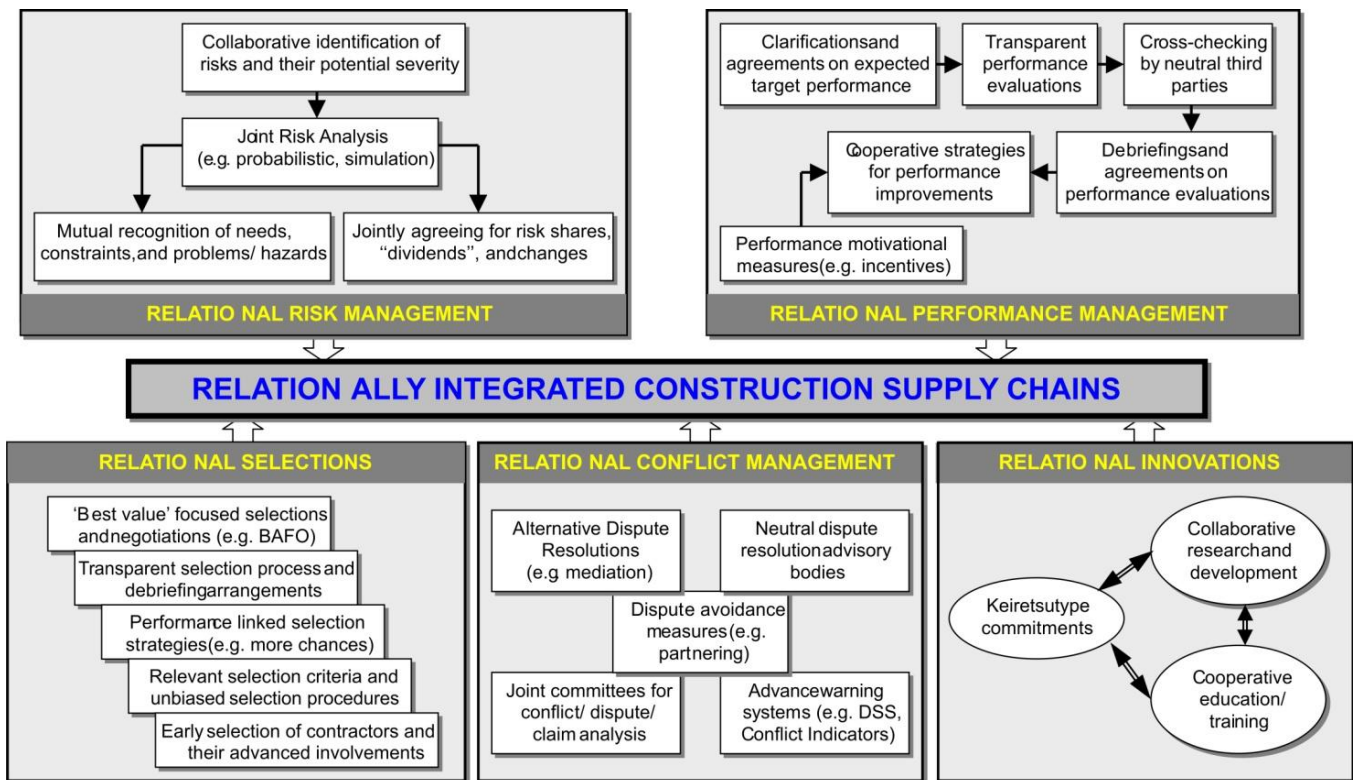 Collaborative identification of
risks and their potential severity
Joint Risk Analysis
(e.g. probabilistic, simulation)
Mutual recognition of needs,
constraints,and problems/ hazards
Jointly agreeing for risk shares,
“dividends”, andchanges
RELATIO NAL RISK MANAGEMENT
Clarificationsand
agreements on expected
target performance
Transparent
performance
evaluations
Cross-checking
by neutral third
parties
Cooperative strategies
for performance
improvements
Debriefingsand
agreements on
performance evaluations
Performance motivational
measures(e.g. incentives)
RELATIO NAL PERFORMANCE MANAGEMENT
RELATION ALLY INTEGRATED CONSTRUCTION SUPPLY CHAINS
RELATIO NAL SELECTIONS
‘Best value’ focused selections
andnegotiations (e.g. BAFO)
Transparent selection process and
debriefingarrangements
Performance linked selection
strategies(e.g. more chances)
Relevant selection criteria and
unbiased selection procedures
Early selection of contractors and
their advanced involvements
RELATIO NAL CONFLICT MANAGEMENT
Alternative Dispute
Resolutions
(e.g. mediation)
Neutral dispute
resolutionadvisory
bodies
Dispute avoidance
measures(e.g.
partnering)
Joint committees for
conflict/ dispute/
claim analysis
Advancewarning
systems (e.g. DSS,
Conflict Indicators)
RELATIO NAL INNOVATIONS
Collaborative
research and
development
Keiretsutype
commitments
Cooperative
education/
training